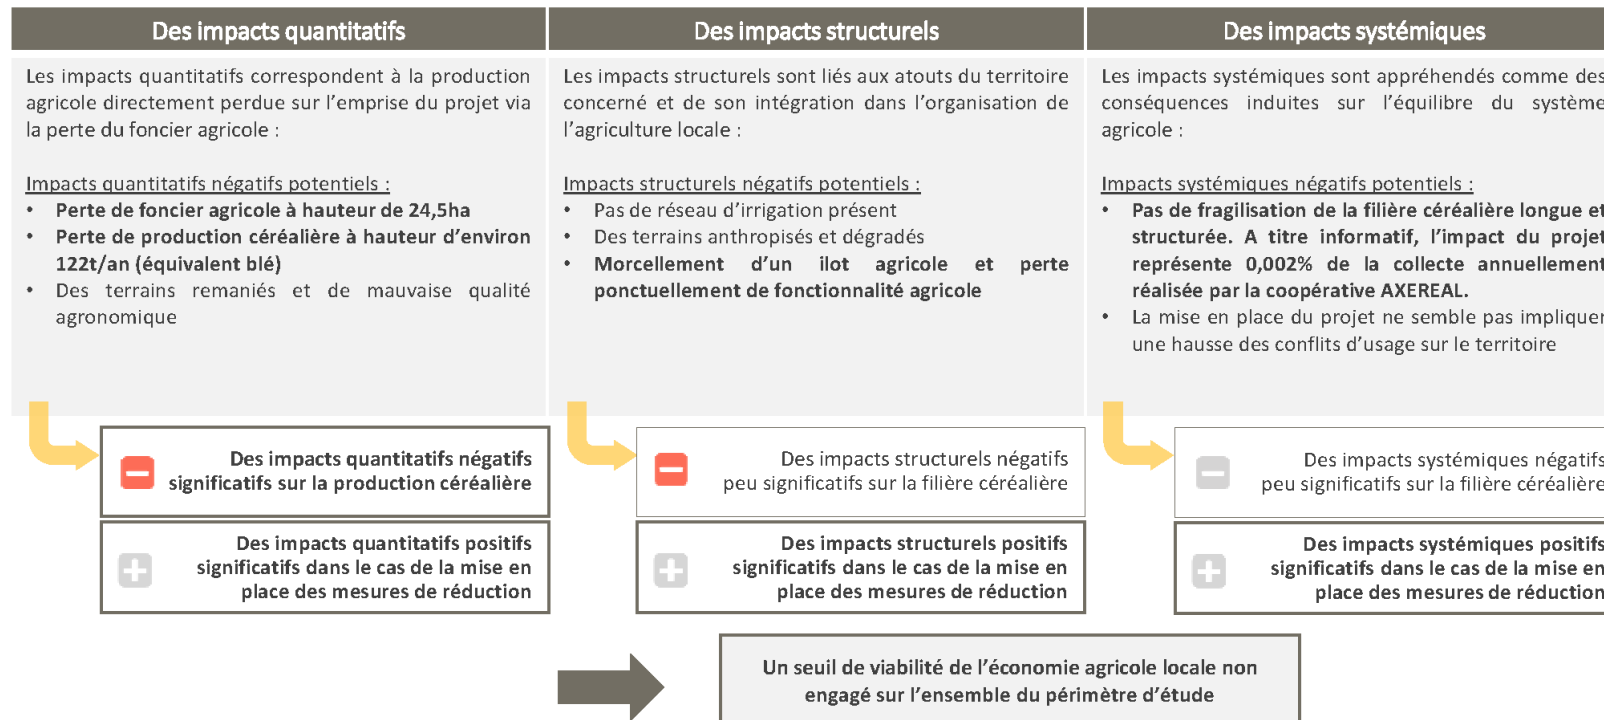 Des impacts quantitatifs
Les impacts quantitatifs correspondent à la production
agricole directement perdue sur l'emprise du projet via
la perte du foncier agricole :
Impacts quantitatifs négatifs potentiels :
• Perte de foncier agricole à hauteur de 24,5ha
• Perte de production céréalière à hauteur d'environ
122t/an (équivalent blé)
• Des terrains remaniés et de mauvaise qualité
agronomique
Des impacts quantitatifs négatifs
significatifs sur la production céréalière
Des impacts quantitatifs positifs
significatifs dans le cas de la mise en
place des mesures de réduction
Des impacts structurels
Les impacts structurels sont liés aux atouts du territoire
concerné et de son intégration dans l'organisation de
l'agriculture locale :
Impacts structurels négatifs potentiels :
• Pas de réseau d'irrigation présent
• Des terrains anthropisés et dégradés
• Morcellement d'un ilot agricole et perte
ponctuellement de fonctionnalité agricole
Des impacts structurels négatifs
peu significatifs sur la filière céréalière
Des impacts structurels positifs
significatifs dans le cas de la mise en
place des mesures de réduction
Des impacts systémiques
Les impacts systémiques sont appréhendés comme des
conséquences induites sur l'équilibre du système
agricole :
Impacts systémiques négatifs potentiels :
• Pas de fragilisation de la filière céréalière longue et
structurée. A titre informatif, l'impact du projet
représente 0,002% de la collecte annuellement
réalisée par la coopérative AXEREAL.
• La mise en place du projet ne semble pas impliquer
une hausse des conflits d'usage sur le territoire
Des impacts systémiques négatifs
peu significatifs sur la filière céréalière
Des impacts systémiques positifs
significatifs dans le cas de la mise en
place des mesures de réduction
Un seuil de viabilité de l'économie agricole locale non
engagé sur l'ensemble du périmètre d'étude